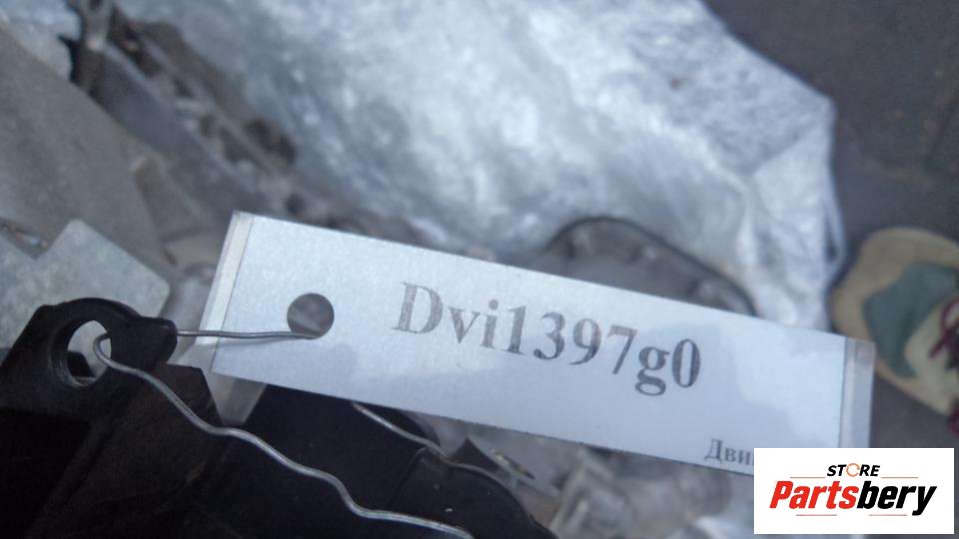 Dvi1397g0
Дви
STORE
Partsbery